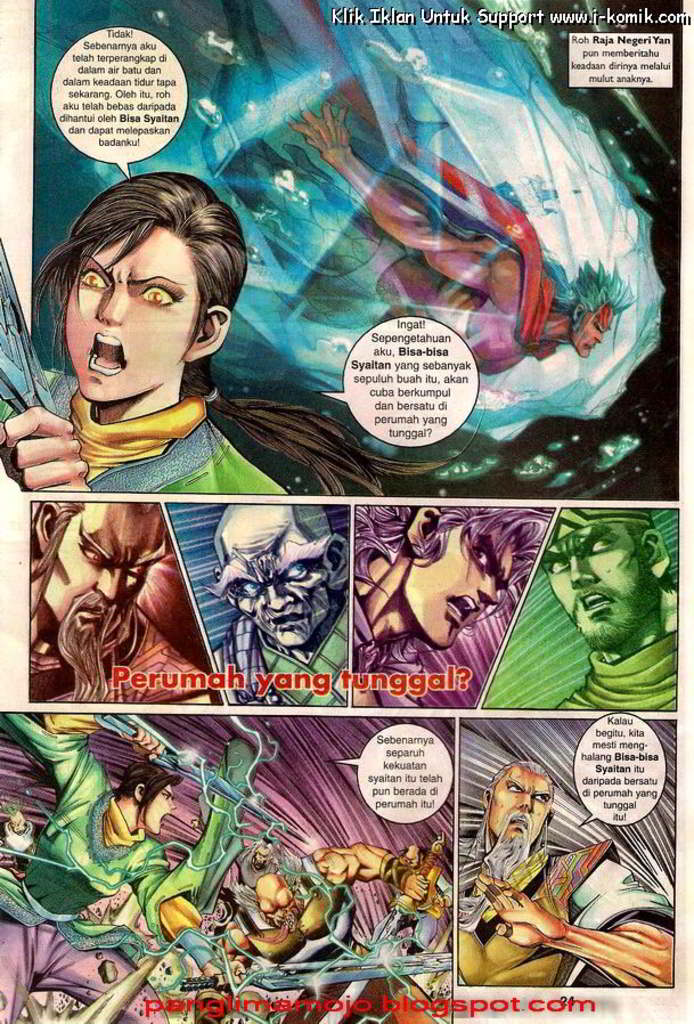 Klik Iklan Untuk Support www.i-komik.com
Tidak!
Sebenarnya aku
telah terperangkap di
dalam air batu dan
dalam keadaan tidur tapa
sekarang. Oleh itu, roh
aku telah bebas daripada
dihantui oleh Bisa Syaitan
dan dapat melepaskan
badanku!
Roh Raja Negeri Yan
pun memberitahu
keadaan dirinya melalui
mulut anaknya.
Ingat!
Sepengetahuan
aku, Bisa-bisa
Syaitan yang sebanyak
sepuluh buah itu, akan
cuba berkumpul
dan bersatu di
perumah yang
tunggal?
Perumah yang tunggal?
Sebenarnya
separuh
kekuatan
syaitan itu telah
pun berada di
perumah itu!
Kalau
begitu, kita
mesti meng-
halang Bisa-bisa
Syaitan itu
daripada bersatu
di perumah yang
tunggal
itu!
panglimamojo.blogspot.com